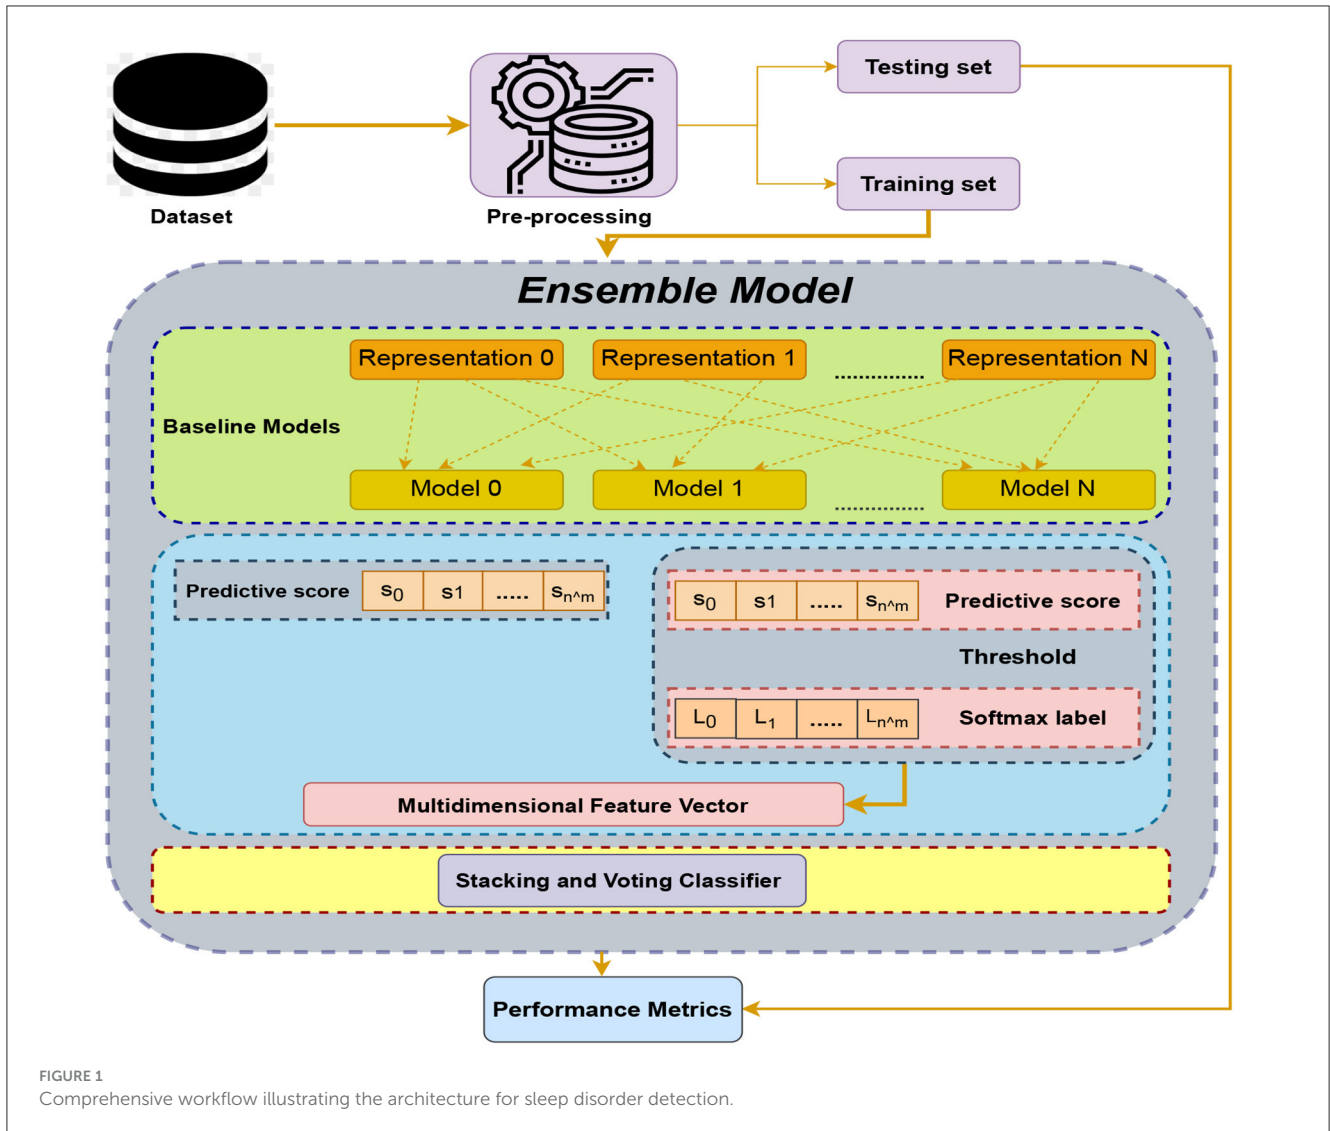 Dataset
Pre-processing
Testing set
Training set
Ensemble Model
Representation 0
Representation 1
..............
Representation N
Baseline Models
Model 0
Model 1
..............
Model N
Predictive score
s0
s1
.....
sn^m
s0
s1
.....
sn^m
Predictive score
Threshold
L0
L1
.....
Ln^m
Softmax label
Multidimensional Feature Vector
Stacking and Voting Classifier
Performance Metrics
FIGURE 1
Comprehensive workflow illustrating the architecture for sleep disorder detection.